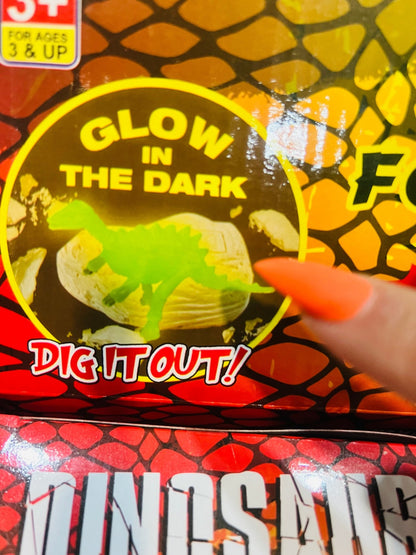 3+
FOR AGES
3 & UP
GLOW
IN
THE DARK
DIG IT OUT!